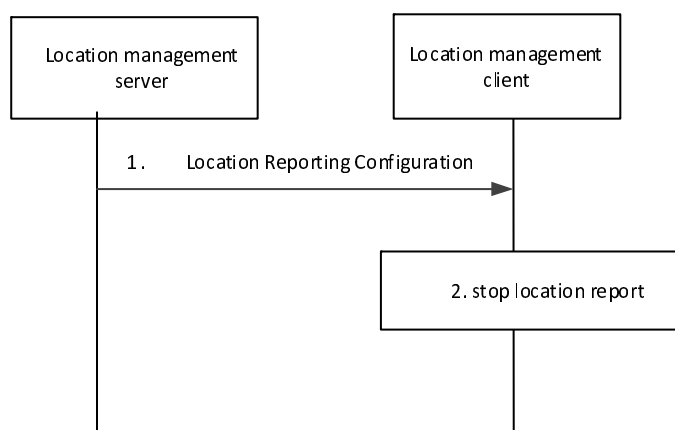 Location management
server
Location management
client
1. Location Reporting Configuration
2. stop location report